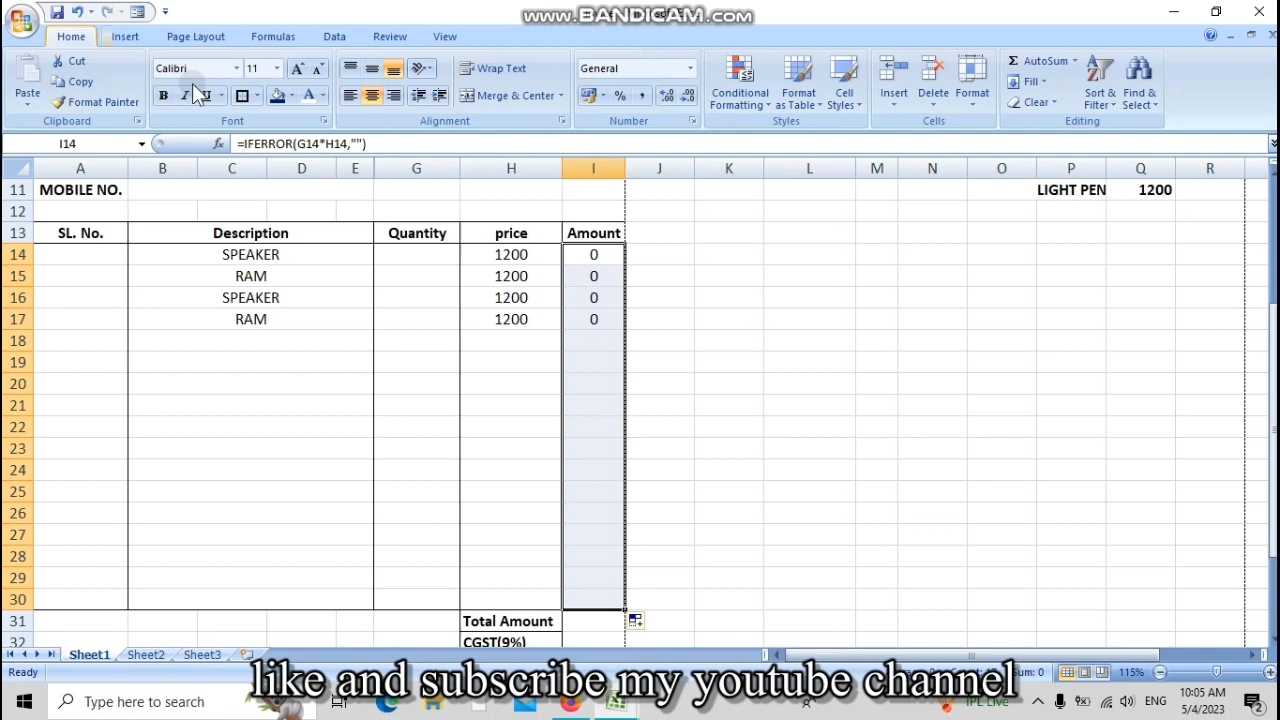 www.BANDICAM.com
Home Insert Page Layout Formulas Data Review View
Paste Cut Copy Format Painter Clipboard
Calibri 11 Font
Wrap Text Merge & Center Alignment
General Number
Conditional Formatting Format as Table Cell Styles Styles
Insert Delete Format Cells
AutoSum Fill Clear Sort & Filter Find & Select Editing
I14 fx =IFERROR(G14*H14,"")
A B C D E G H I J K L M N O P Q R
11 MOBILE NO. LIGHT PEN 1200
12
13 SL. No. Description Quantity price Amount
14 SPEAKER 1200 0
15 RAM 1200 0
16 SPEAKER 1200 0
17 RAM 1200 0
18
19
20
21
22
23
24
25
26
27
28
29
30
31 Total Amount
32 CGST(9%)
Sheet1 Sheet2 Sheet3
Ready 0 115%
like and subscribe my youtube channel
Type here to search IPL Live ENG 10:05 AM
5/4/2023 2